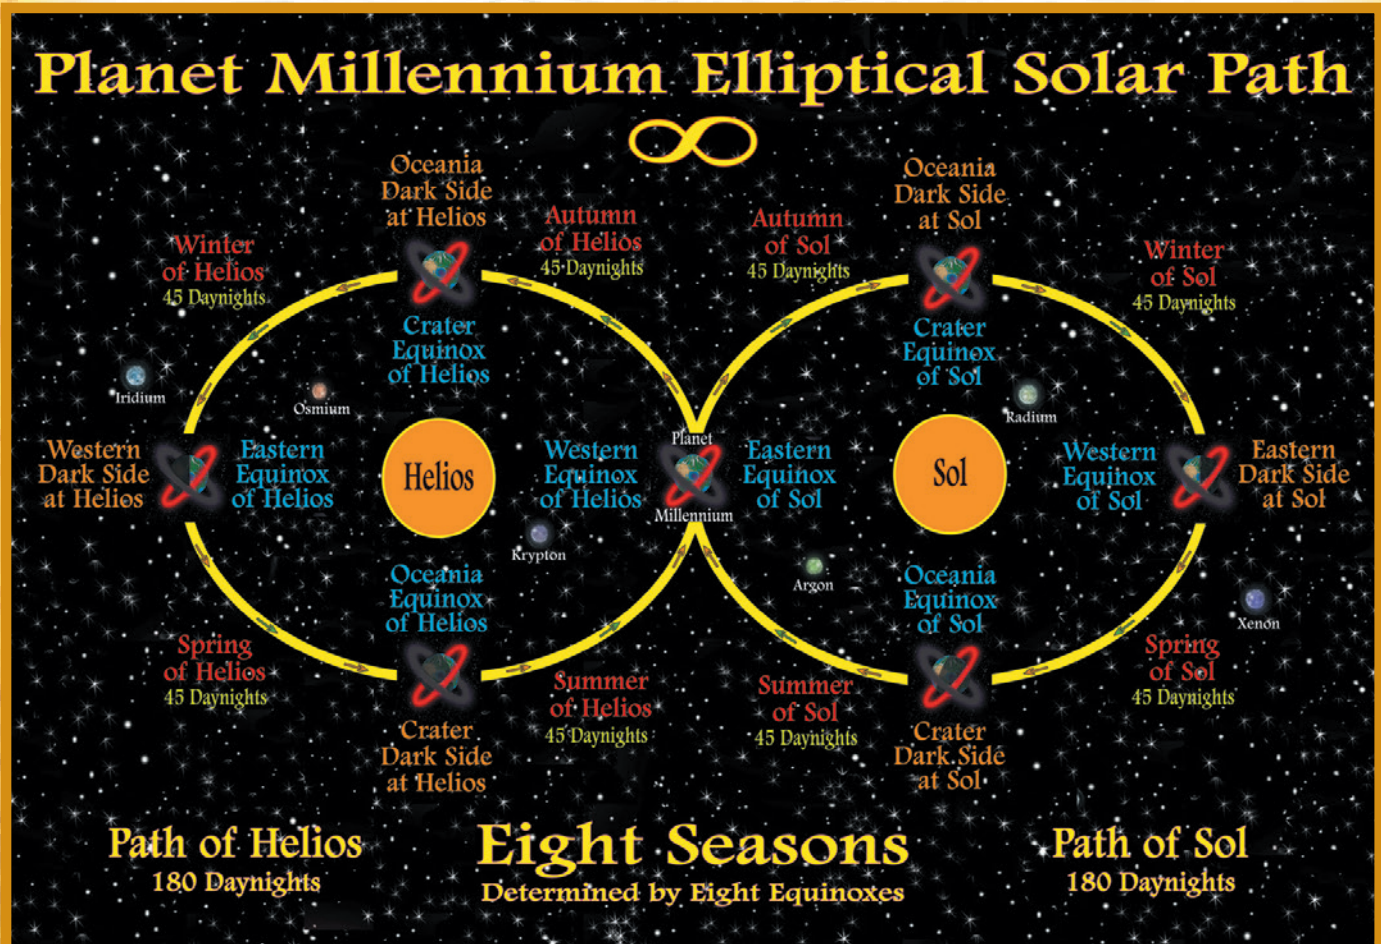 Planet Millennium Elliptical Solar Path
Oceania
Dark Side
at Helios
Oceania
Dark Side
at Sol
Winter
of Helios
45 Daynights
Autumn
of Helios
45 Daynights
Autumn
of Sol
45 Daynights
Winter
of Sol
45 Daynights
Crater
Equinox
of Helios
Crater
Equinox
of Sol
Iridium
Osmium
Radium
Western
Dark Side
at Helios
Eastern
Equinox
of Helios
Helios
Western
Equinox
of Helios
Planet
Millennium
Eastern
Equinox
of Sol
Sol
Western
Equinox
of Sol
Eastern
Dark Side
at Sol
Krypton
Argon
Xenon
Oceania
Equinox
of Helios
Oceania
Equinox
of Sol
Spring
of Helios
45 Daynights
Summer
of Helios
45 Daynights
Summer
of Sol
45 Daynights
Spring
of Sol
45 Daynights
Crater
Dark Side
at Helios
Crater
Dark Side
at Sol
Path of Helios
180 Daynights
Eight Seasons
Determined by Eight Equinoxes
Path of Sol
180 Daynights